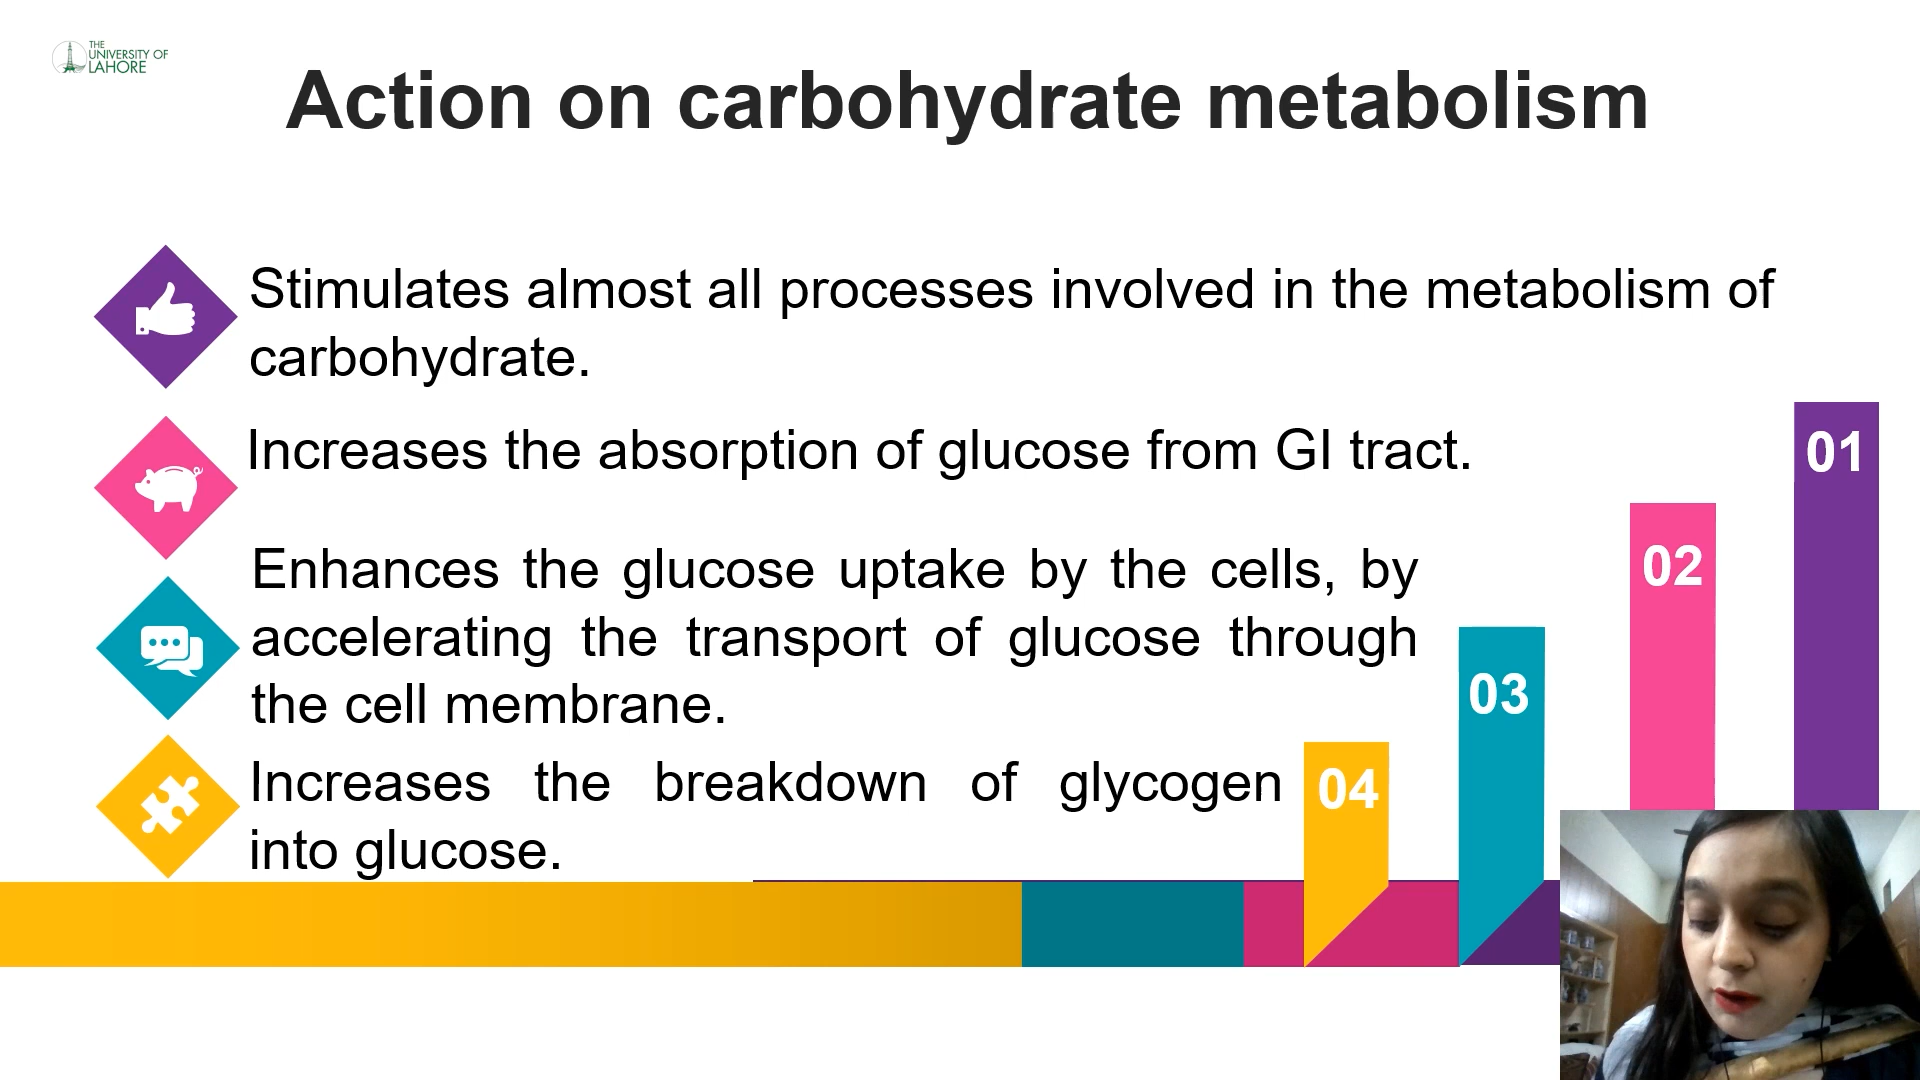 THE
UNIVERSITY OF
LAHORE
Action on carbohydrate metabolism
Stimulates almost all processes involved in the metabolism of
carbohydrate.
Increases the absorption of glucose from GI tract.
Enhances the glucose uptake by the cells, by
accelerating the transport of glucose through
the cell membrane.
Increases the breakdown of glycogen
into glucose.
01
02
03
04